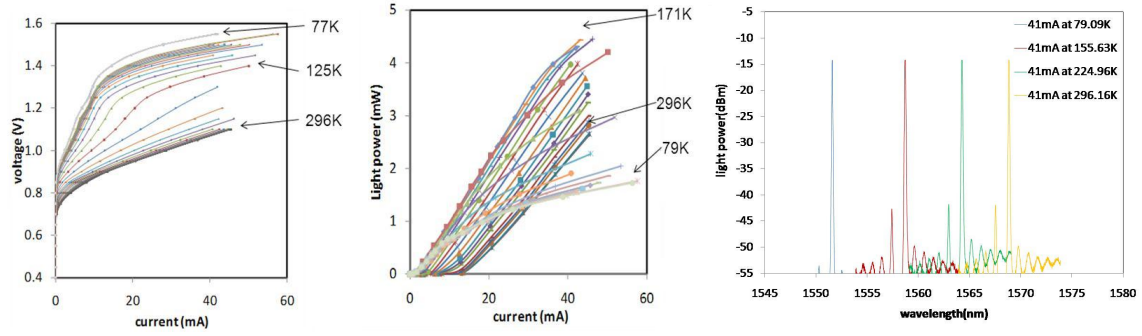 1.6
1.4
1.2
1.0
0.8
0.6
0.4
voltage (V)
0
20
40
60
current (mA)
77K
125K
296K
5
4
3
2
1
0
Light power (mW)
0
20
40
60
current (mA)
171K
296K
79K
-5
-10
-15
-20
-25
-30
-35
-40
-45
-50
-55
light power(dBm)
1545
1550
1555
1560
1565
1570
1575
1580
wavelength(nm)
41mA at 79.09K
41mA at 155.63K
41mA at 224.96K
41mA at 296.16K